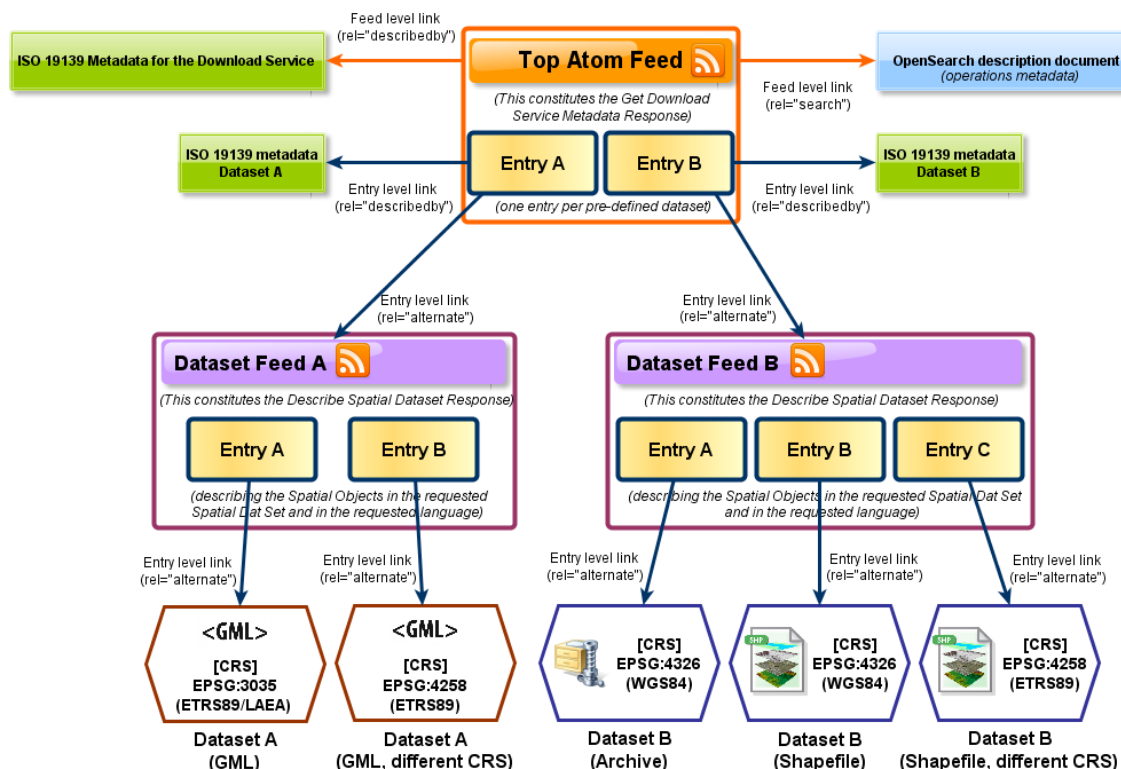 Feed level link
(rel="describedby")
ISO 19139 Metadata for the Download Service
Top Atom Feed
OpenSearch description document
(operations metadata)
Feed level link
(rel="search")
(This constitutes the Get Download
Service Metadata Response)
ISO 19139 metadata
Dataset A
Entry A
Entry B
ISO 19139 metadata
Dataset B
Entry level link
(rel="describedby")
(one entry per pre-defined dataset)
Entry level link
(rel="describedby")
Entry level link
(rel="alternate")
Entry level link
(rel="alternate")
Dataset Feed A
(This constitutes the Describe Spatial Dataset Response)
Entry A
Entry B
(describing the Spatial Objects in the requested
Spatial Dat Set and in the requested language)
Dataset Feed B
(This constitutes the Describe Spatial Dataset Response)
Entry A
Entry B
Entry C
(describing the Spatial Objects in the requested Spatial Dat Set
and in the requested language)
Entry level link
(rel="alternate")
Entry level link
(rel="alternate")
Entry level link
(rel="alternate")
Entry level link
(rel="alternate")
Entry level link
(rel="alternate")
<GML>
[CRS]
EPSG:3035
(ETRS89/LAEA)
Dataset A
(GML)
<GML>
[CRS]
EPSG:4258
(ETRS89)
Dataset A
(GML, different CRS)
[CRS]
EPSG:4326
(WGS84)
Dataset B
(Archive)
SHP
[CRS]
EPSG:4326
(WGS84)
Dataset B
(Shapefile)
SHP
[CRS]
EPSG:4258
(ETRS89)
Dataset B
(Shapefile, different CRS)